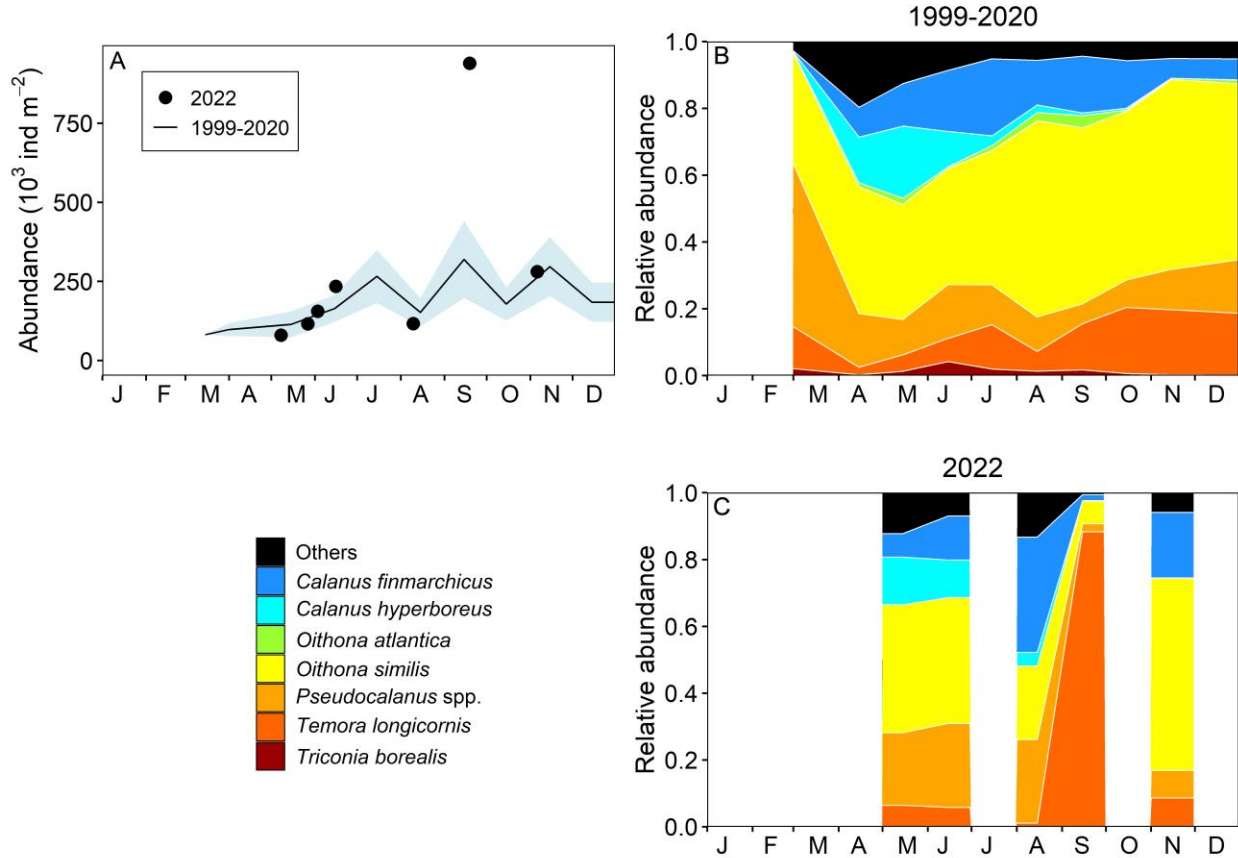 A
Abundance (10³ ind m⁻²)
750
500
250
0
2022
1999-2020
J F M A M J J A S O N D
1999-2020
B
Relative abundance
1.0
0.8
0.6
0.4
0.2
0.0
J F M A M J J A S O N D
Others
Calanus finmarchicus
Calanus hyperboreus
Oithona atlantica
Oithona similis
Pseudocalanus spp.
Temora longicornis
Triconia borealis
2022
C
Relative abundance
1.0
0.8
0.6
0.4
0.2
0.0
J F M A M J J A S O N D